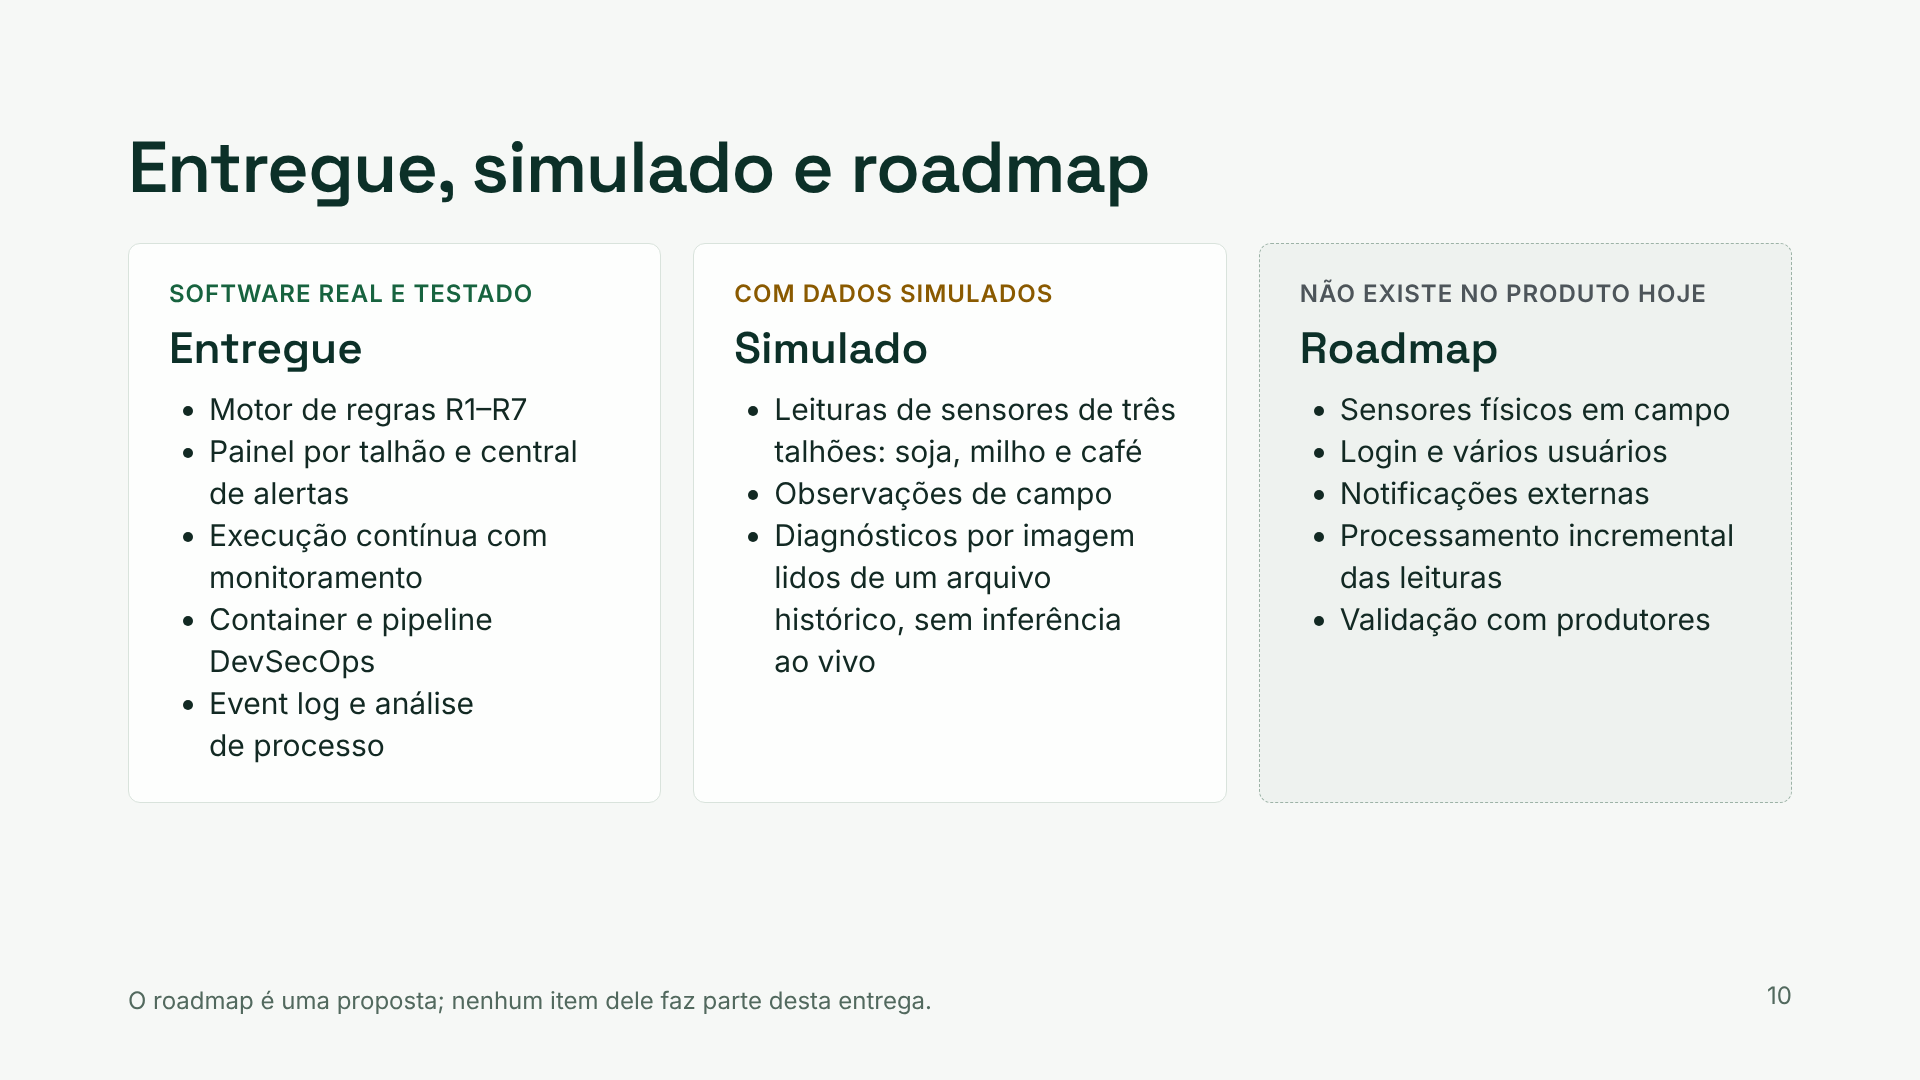 Entregue, simulado e roadmap
SOFTWARE REAL E TESTADO
Entregue
• Motor de regras R1–R7
• Painel por talhão e central
de alertas
• Execução contínua com
monitoramento
• Container e pipeline
DevSecOps
• Event log e análise
de processo
COM DADOS SIMULADOS
Simulado
• Leituras de sensores de três
talhões: soja, milho e café
• Observações de campo
• Diagnósticos por imagem
lidos de um arquivo
histórico, sem inferência
ao vivo
NÃO EXISTE NO PRODUTO HOJE
Roadmap
• Sensores físicos em campo
• Login e vários usuários
• Notificações externas
• Processamento incremental
das leituras
• Validação com produtores
O roadmap é uma proposta; nenhum item dele faz parte desta entrega.
10